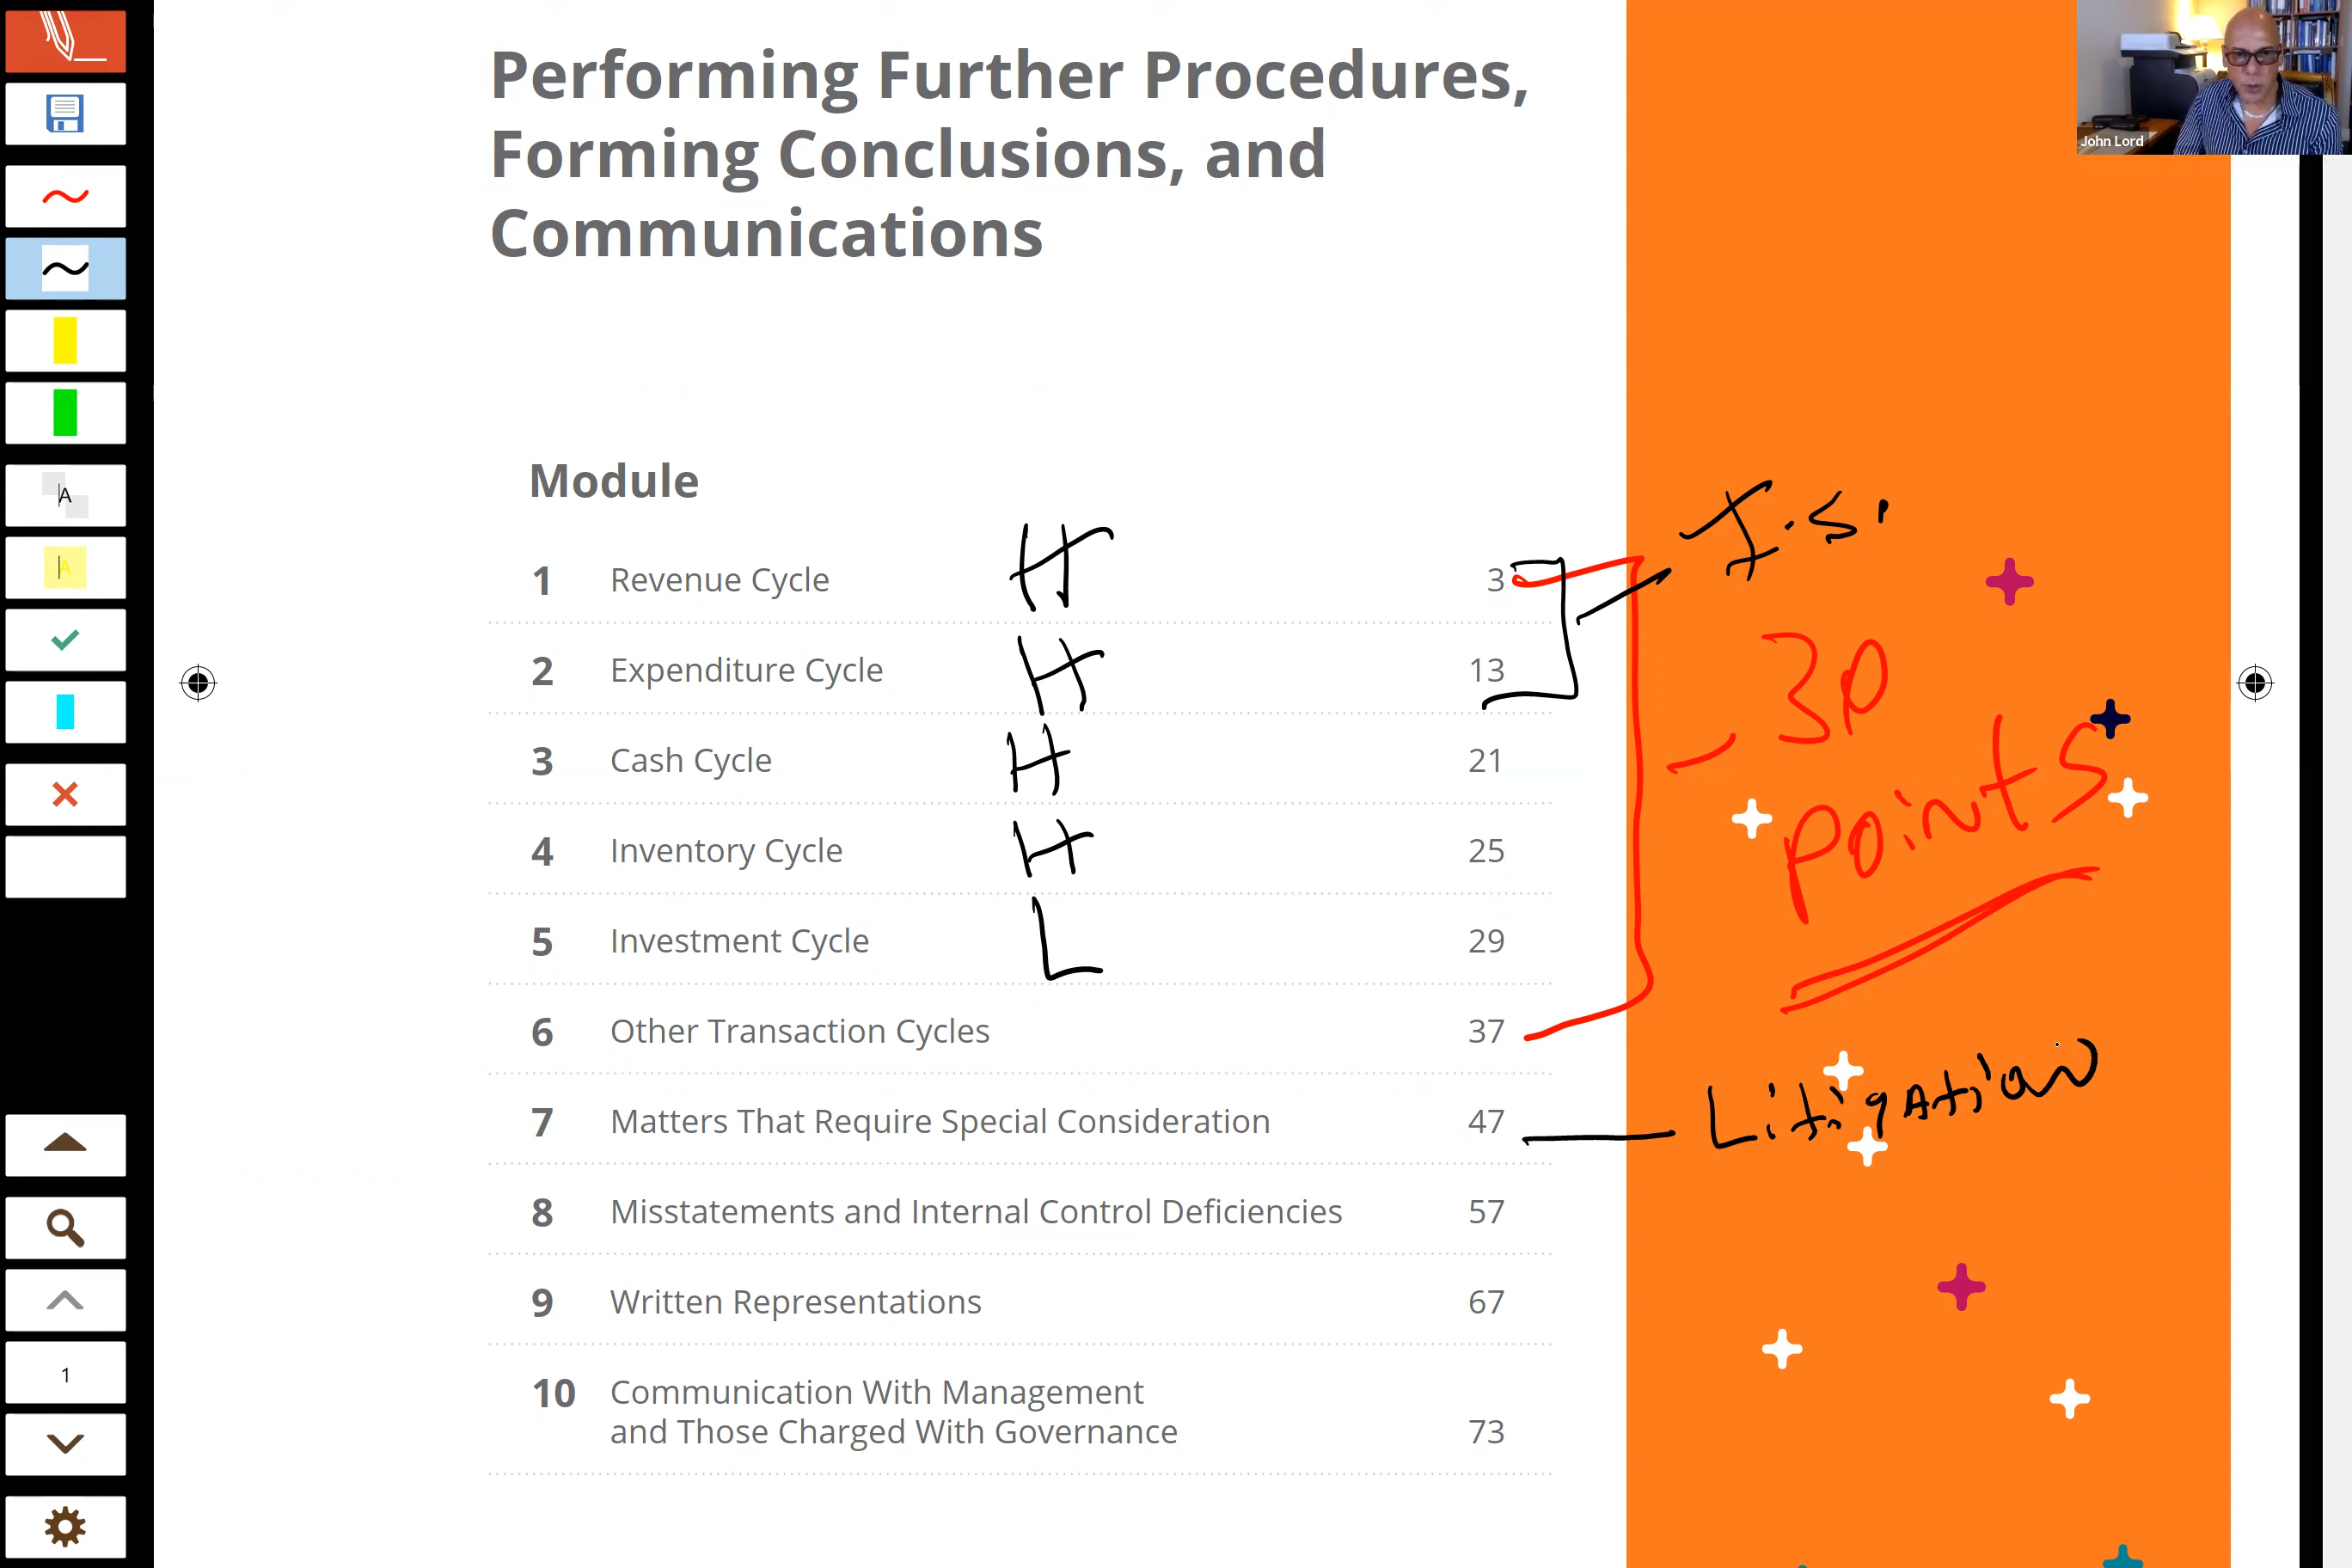 John Lord
Performing Further Procedures,
Forming Conclusions, and
Communications
Module
1 Revenue Cycle H 3
2 Expenditure Cycle H 13
3 Cash Cycle H 21
4 Inventory Cycle H 25
5 Investment Cycle L 29
6 Other Transaction Cycles 37
7 Matters That Require Special Consideration 47
8 Misstatements and Internal Control Deficiencies 57
9 Written Representations 67
10 Communication With Management
and Those Charged With Governance 73
I.S.
30
points
Litigation
A
A
1